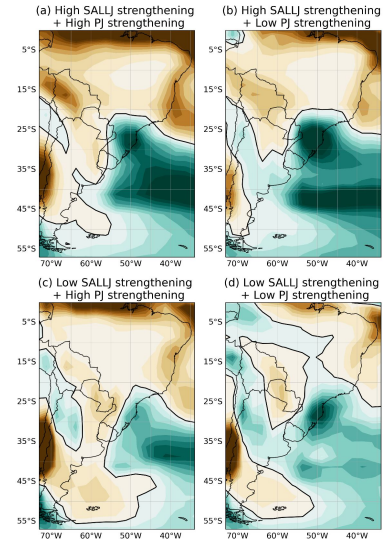 (a) High SALLJ strengthening
+ High PJ strengthening
(b) High SALLJ strengthening
+ Low PJ strengthening
5°S
15°S
25°S
35°S
45°S
55°S
70°W 60°W 50°W 40°W
5°S
15°S
25°S
35°S
45°S
55°S
70°W 60°W 50°W 40°W
(c) Low SALLJ strengthening
+ High PJ strengthening
(d) Low SALLJ strengthening
+ Low PJ strengthening
5°S
15°S
25°S
35°S
45°S
55°S
70°W 60°W 50°W 40°W
5°S
15°S
25°S
35°S
45°S
55°S
70°W 60°W 50°W 40°W